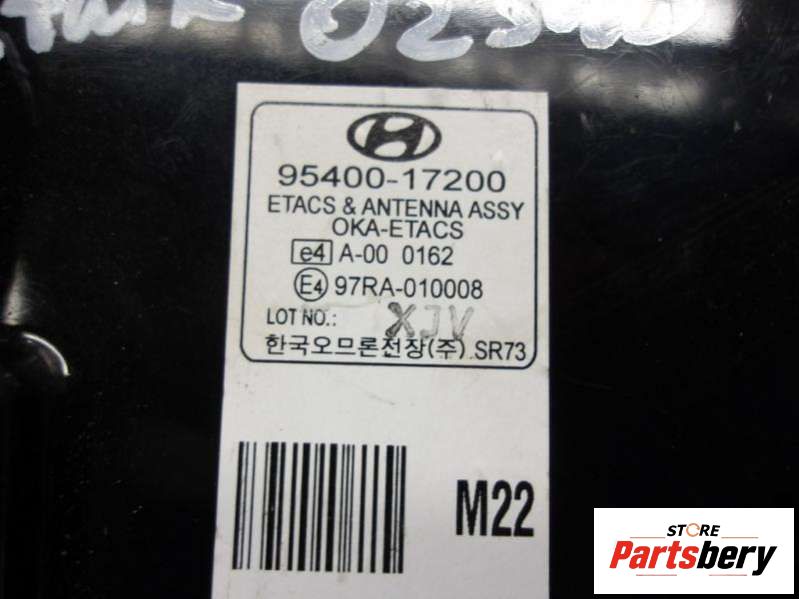 95400-17200
ETACS & ANTENNA ASSY
OKA-ETACS
e4 A-00 0162
E4 97RA-010008
LOT NO.: XJV
한국오므론전장(주) SR73
M22
STORE
Partsbery